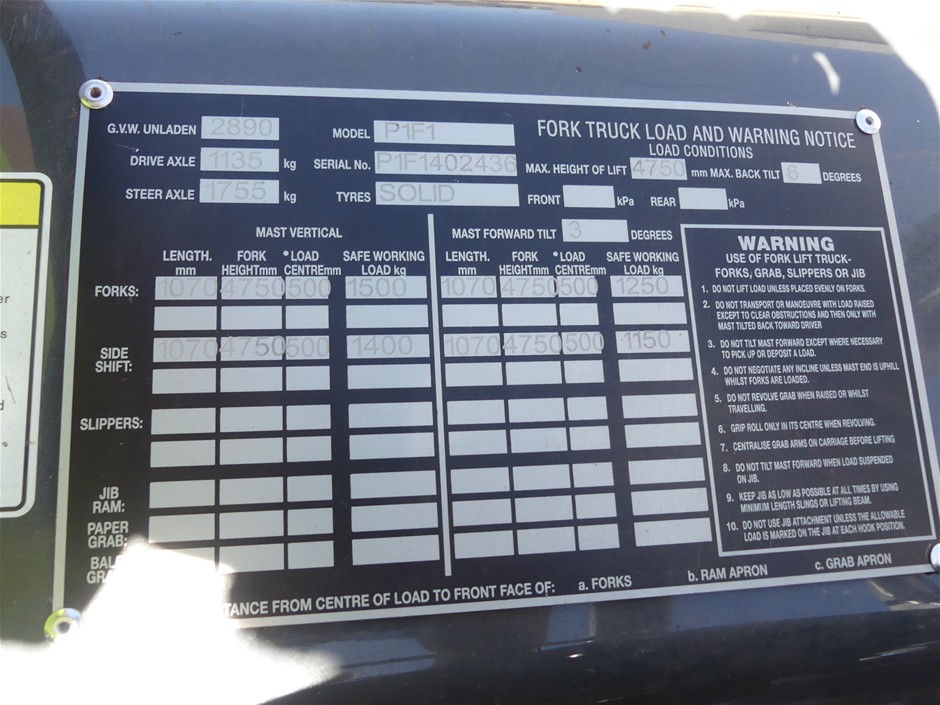 FORK TRUCK LOAD AND WARNING NOTICE
LOAD CONDITIONS
G.V.W. UNLADEN 2890 MODEL P1F1
DRIVE AXLE 1135 kg SERIAL No. P1F1402436 MAX. HEIGHT OF LIFT 4750 mm MAX. BACK TILT 6 DEGREES
STEER AXLE 1755 kg TYRES SOLID FRONT kPa REAR kPa
MAST VERTICAL MAST FORWARD TILT 3 DEGREES
LENGTH. FORK •LOAD SAFE WORKING LENGTH. FORK •LOAD SAFE WORKING
mm HEIGHTmm CENTREmm LOAD kg mm HEIGHTmm CENTREmm LOAD kg
FORKS: 1070 4750 500 1500 1070 4750 500 1250
SIDE SHIFT: 1070 4750 500 1400 1070 4750 500 1150
SLIPPERS:
JIB
RAM:
PAPER
GRAB:
WARNING
USE OF FORK LIFT TRUCK-
FORKS, GRAB, SLIPPERS OR JIB
1. DO NOT LIFT LOAD UNLESS PLACED EVENLY ON FORKS.
2. DO NOT TRANSPORT OR MANOEUVRE WITH LOAD RAISED
EXCEPT TO CLEAR OBSTRUCTIONS AND THEN ONLY WITH
MAST TILTED BACK TOWARD DRIVER
3. DO NOT TILT MAST FORWARD EXCEPT WHERE NECESSARY
TO PICK UP OR DEPOSIT A LOAD.
4. DO NOT NEGOTIATE ANY INCLINE UNLESS MAST END IS UPHILL
WHILST FORKS ARE LOADED.
5. DO NOT REVOLVE GRAB WHEN RAISED OR WHILST
TRAVELLING.
6. GRIP ROLL ONLY IN ITS CENTRE WHEN REVOLVING.
7. CENTRALISE GRAB ARMS ON CARRIAGE BEFORE LIFTING
8. DO NOT TILT MAST FORWARD WHEN LOAD SUSPENDED
ON JIB.
9. KEEP JIB AS LOW AS POSSIBLE AT ALL TIMES BY USING
MINIMUM LENGTH SLINGS OR LIFTING BEAM.
10. DO NOT USE JIB ATTACHMENT UNLESS THE ALLOWABLE
LOAD IS MARKED ON THE JIB AT EACH HOOK POSITION.
FROM CENTRE OF LOAD TO FRONT FACE OF: a. FORKS b. RAM APRON c. GRAB APRON